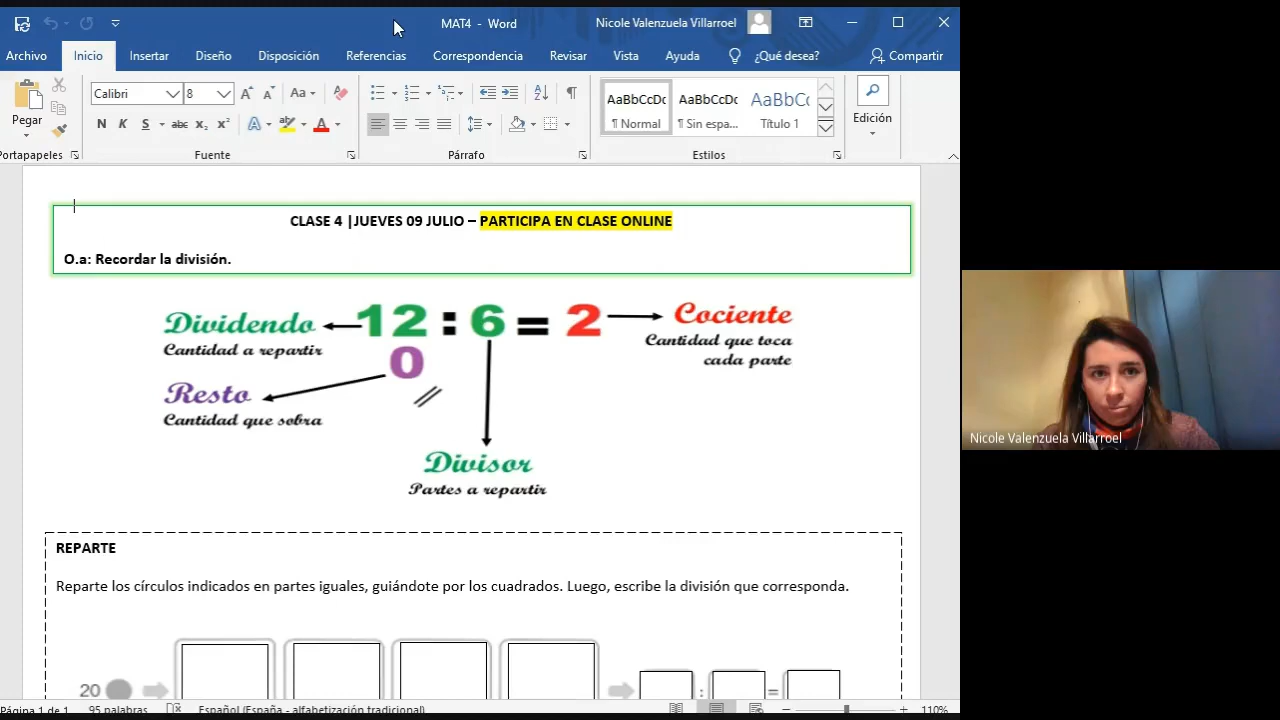 MAT4 - Word
Nicole Valenzuela Villarroel
Archivo Inicio Insertar Diseño Disposición Referencias Correspondencia Revisar Vista Ayuda ¿Qué desea? Compartir
Pegar
Calibri 8
Aa
N K S abc x₂ x²
A A
AaBbCcDc AaBbCcDc AaBbCc
¶ Normal ¶ Sin espa... Título 1
Edición
Portapapeles Fuente Párrafo Estilos
CLASE 4 |JUEVES 09 JULIO – PARTICIPA EN CLASE ONLINE
O.a: Recordar la división.
Dividendo 12 : 6 = 2 Cociente
Cantidad a repartir
Cantidad que toca
cada parte
0
Resto
Cantidad que sobra
Divisor
Partes a repartir
REPARTE
Reparte los círculos indicados en partes iguales, guiándote por los cuadrados. Luego, escribe la división que corresponda.
20 : =
Página 1 de 1 95 palabras Español (España - alfabetización tradicional) 110%
Nicole Valenzuela Villarroel